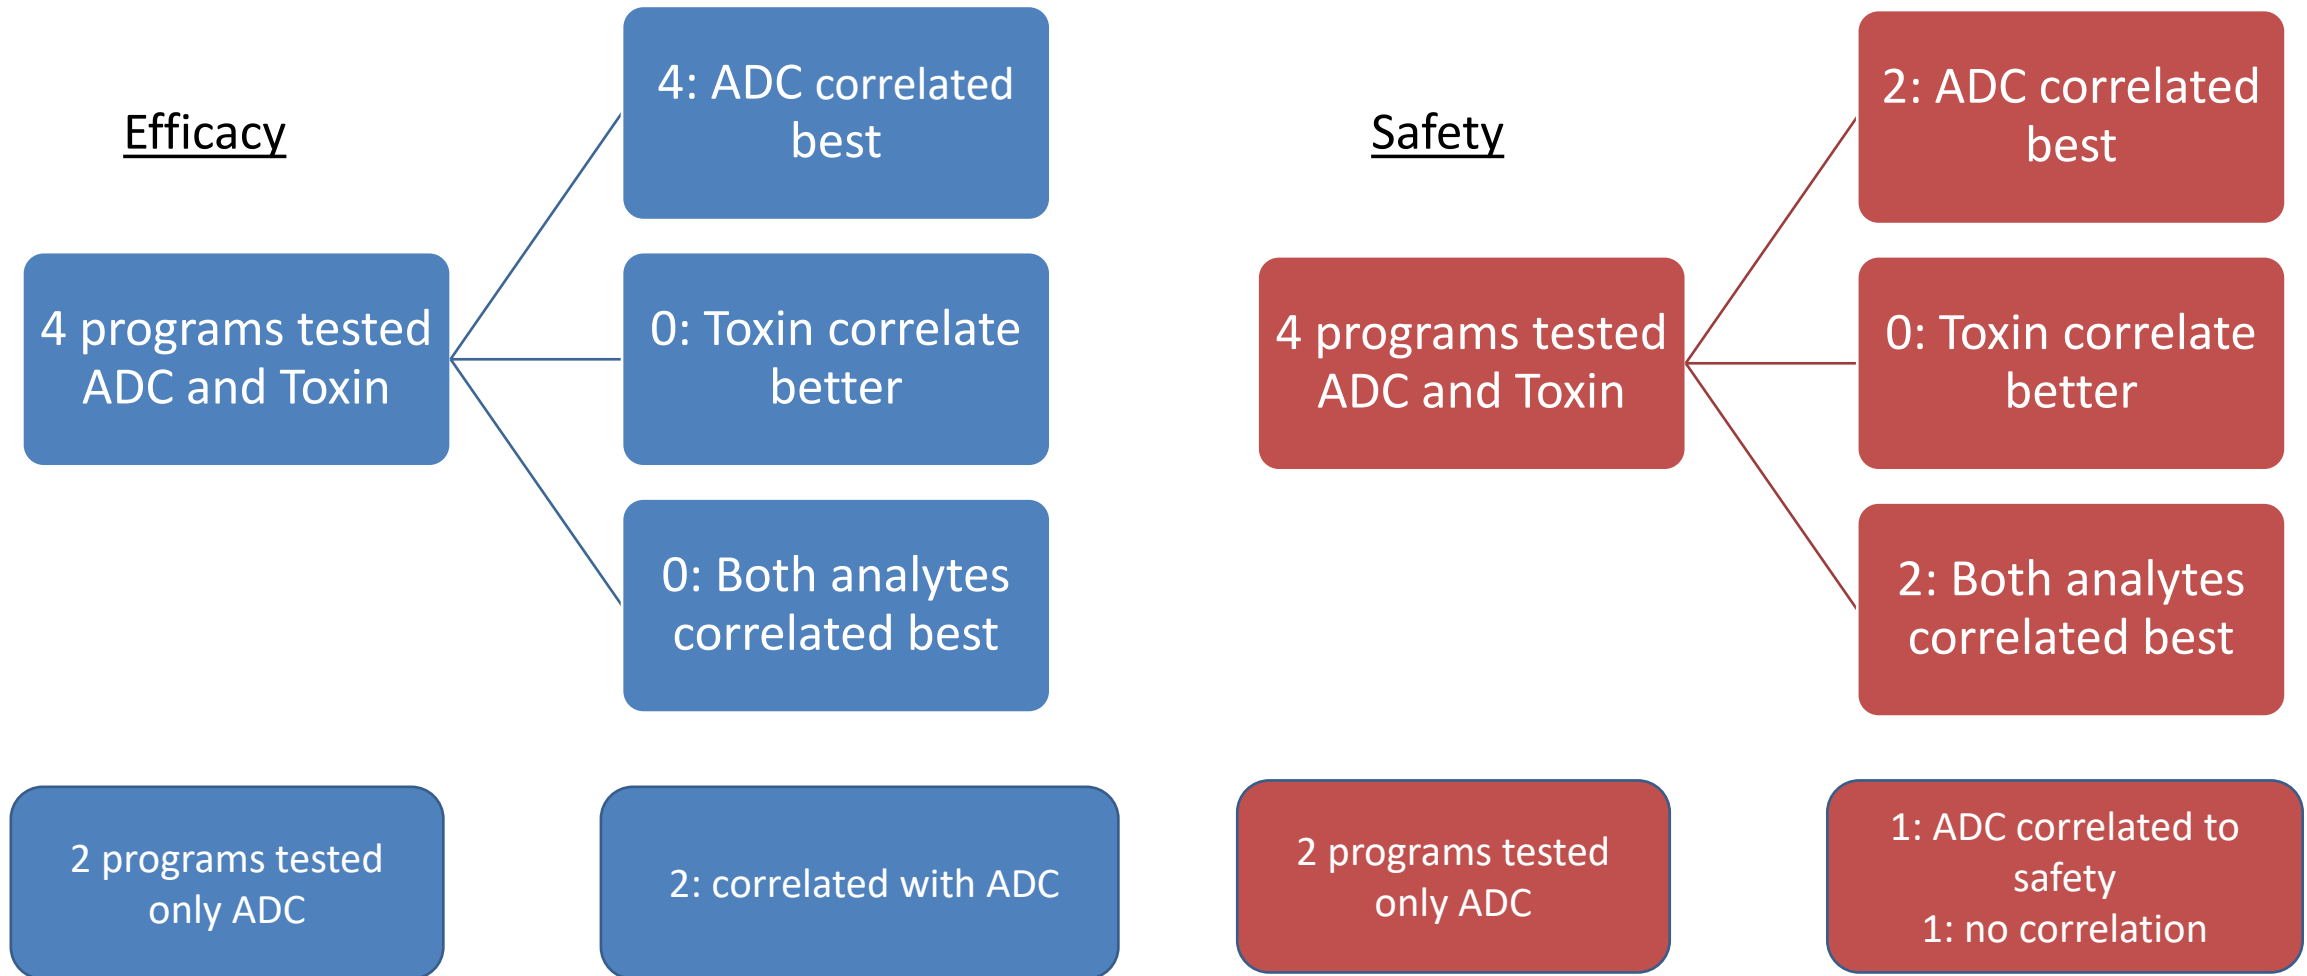 Efficacy
4 programs tested
ADC and Toxin
4: ADC correlated
best
0: Toxin correlate
better
0: Both analytes
correlated best
2 programs tested
only ADC
2: correlated with ADC
Safety
4 programs tested
ADC and Toxin
2: ADC correlated
best
0: Toxin correlate
better
2: Both analytes
correlated best
2 programs tested
only ADC
1: ADC correlated to
safety
1: no correlation